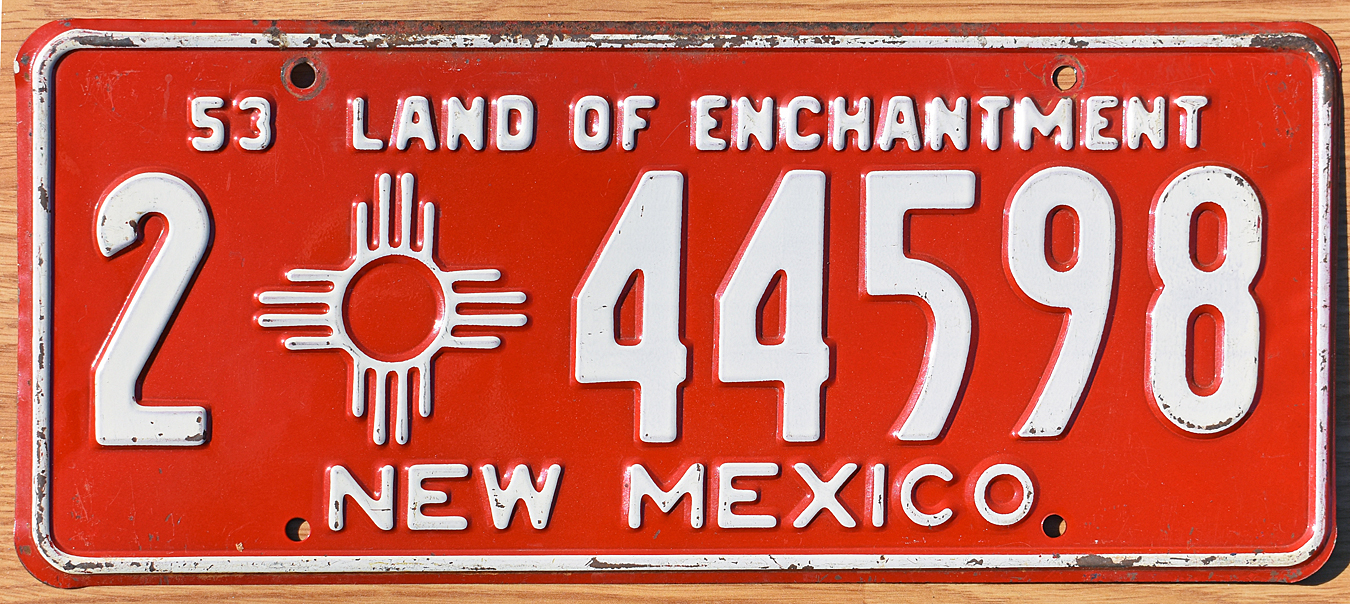 53 LAND OF ENCHANTMENT
2 44598
NEW MEXICO